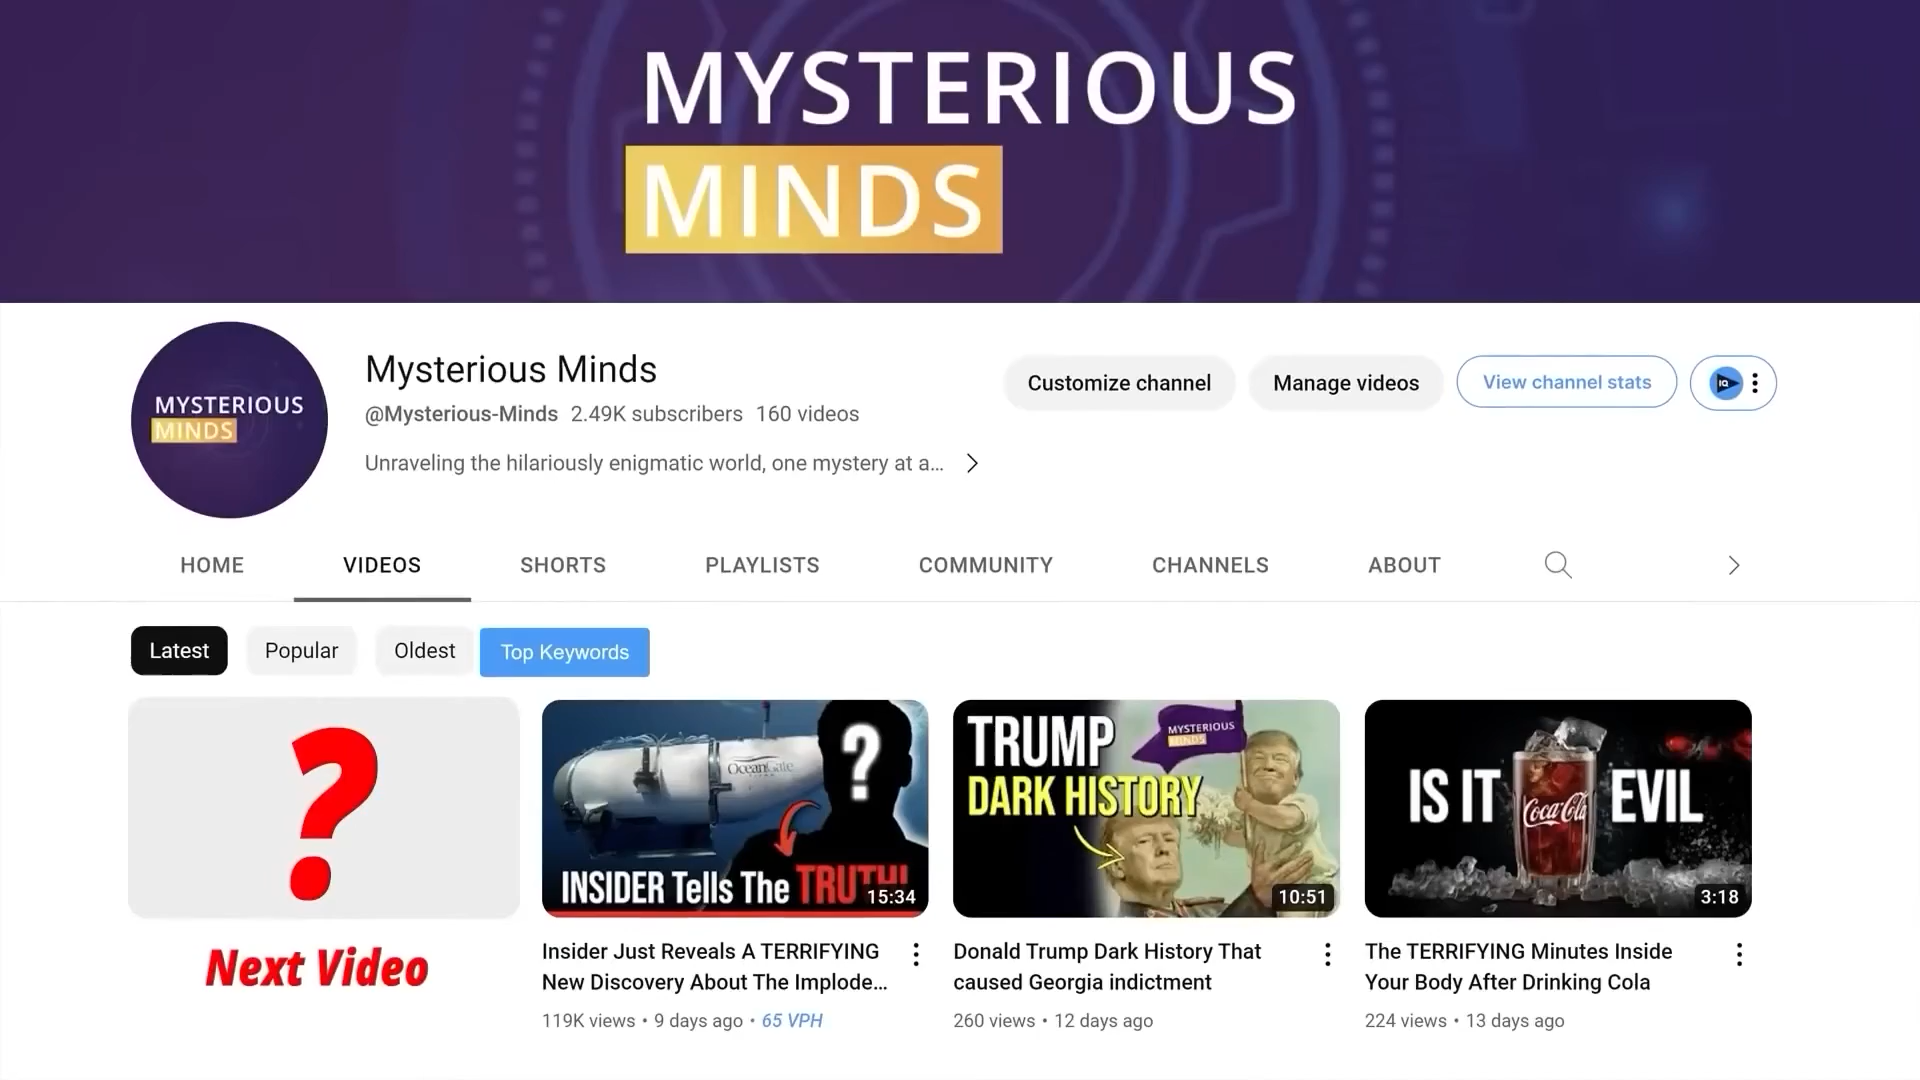 MYSTERIOUS
MINDS
MYSTERIOUS
MINDS
Mysterious Minds
@Mysterious-Minds 2.49K subscribers 160 videos
Unraveling the hilariously enigmatic world, one mystery at a...
Customize channel
Manage videos
View channel stats
IQ
HOME
VIDEOS
SHORTS
PLAYLISTS
COMMUNITY
CHANNELS
ABOUT
Latest
Popular
Oldest
Top Keywords
?
Next Video
OceanGate
?
INSIDER Tells The TRUTH!
15:34
Insider Just Reveals A TERRIFYING
New Discovery About The Implode...
119K views • 9 days ago • 65 VPH
TRUMP
DARK HISTORY
MYSTERIOUS
MINDS
10:51
Donald Trump Dark History That
caused Georgia indictment
260 views • 12 days ago
IS IT Coca-Cola EVIL
3:18
The TERRIFYING Minutes Inside
Your Body After Drinking Cola
224 views • 13 days ago